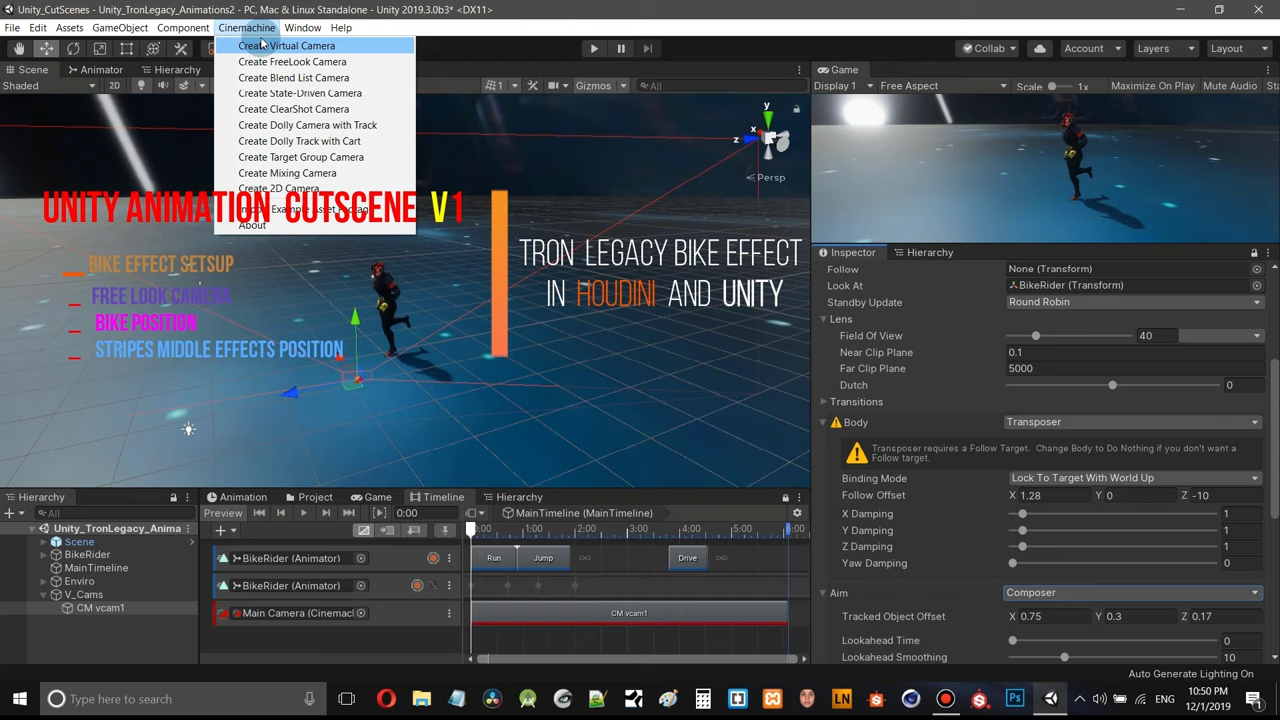 Unity_CutScenes - Unity_TronLegacy_Animations2 - PC, Mac & Linux Standalone - Unity 2019.3.0b3* <DX11>
File Edit Assets GameObject Component Cinemachine Window Help
Collab Account Layers Layout
Create Virtual Camera
Create FreeLook Camera
Create Blend List Camera
Create State-Driven Camera
Create ClearShot Camera
Create Dolly Camera with Track
Create Dolly Track with Cart
Create Target Group Camera
Create Mixing Camera
Create 2D Camera
About
Scene Animator Hierarchy
Shaded 2D 1 Gizmos All
y
x
z
Persp
Game
Display 1 Free Aspect Scale 1x Maximize On Play Mute Audio
UNITY ANIMATION CUTSCENE V1
BIKE EFFECT SETSUP
FREE LOOK CAMERA
BIKE POSITION
STRIPES MIDDLE EFFECTS POSITION
TRON LEGACY BIKE EFFECT
IN HOUDINI AND UNITY
Inspector Hierarchy
Follow None (Transform)
Look At BikeRider (Transform)
Standby Update Round Robin
Lens
Field Of View 40
Near Clip Plane 0.1
Far Clip Plane 5000
Dutch 0
Transitions
Body Transposer
Transposer requires a Follow Target. Change Body to Do Nothing if you don't want a
Follow target.
Binding Mode Lock To Target With World Up
Follow Offset X 1.28 Y 0 Z -10
X Damping 1
Y Damping 1
Z Damping 1
Yaw Damping 0
Aim Composer
Tracked Object Offset X 0.75 Y 0.3 Z 0.17
Lookahead Time 0
Lookahead Smoothing 10
Auto Generate Lighting On
Hierarchy
All
Unity_TronLegacy_Anima
Scene
BikeRider
MainTimeline
Enviro
V_Cams
CM vcam1
Animation Project Game Timeline Hierarchy
Preview 0:00 MainTimeline (MainTimeline)
0:00 1:00 2:00 3:00 4:00 5:00
BikeRider (Animator) Run Jump Drive
BikeRider (Animator)
Main Camera (Cinemac CM vcam1
Type here to search
LN Ps ENG
10:50 PM
12/1/2019